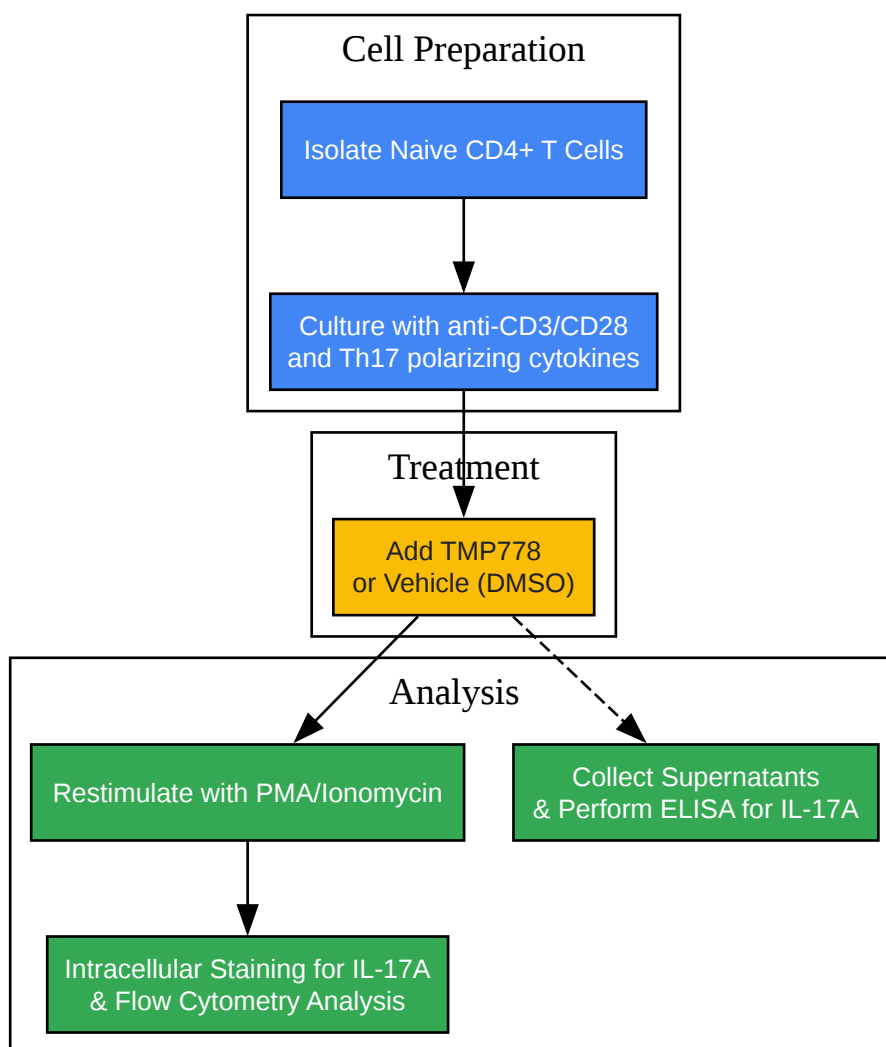 Cell Preparation
Isolate Naive CD4+ T Cells
Culture with anti-CD3/CD28
and Th17 polarizing cytokines
Treatment
Add TMP778
or Vehicle (DMSO)
Analysis
Restimulate with PMA/Ionomycin
Collect Supernatants
& Perform ELISA for IL-17A
Intracellular Staining for IL-17A
& Flow Cytometry Analysis